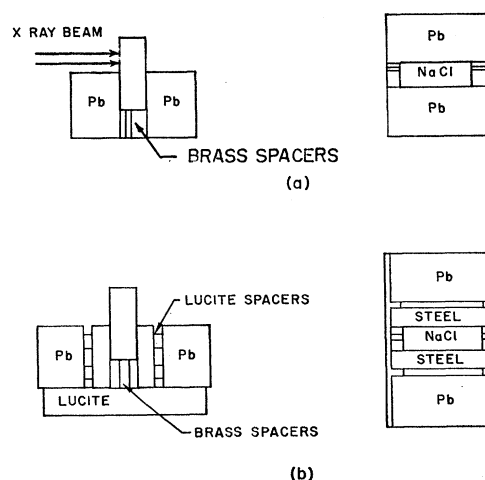 X RAY BEAM
Pb
Pb
BRASS SPACERS
(a)
Pb
NaCl
Pb
LUCITE SPACERS
Pb
Pb
LUCITE
BRASS SPACERS
(b)
Pb
STEEL
NaCl
STEEL
Pb